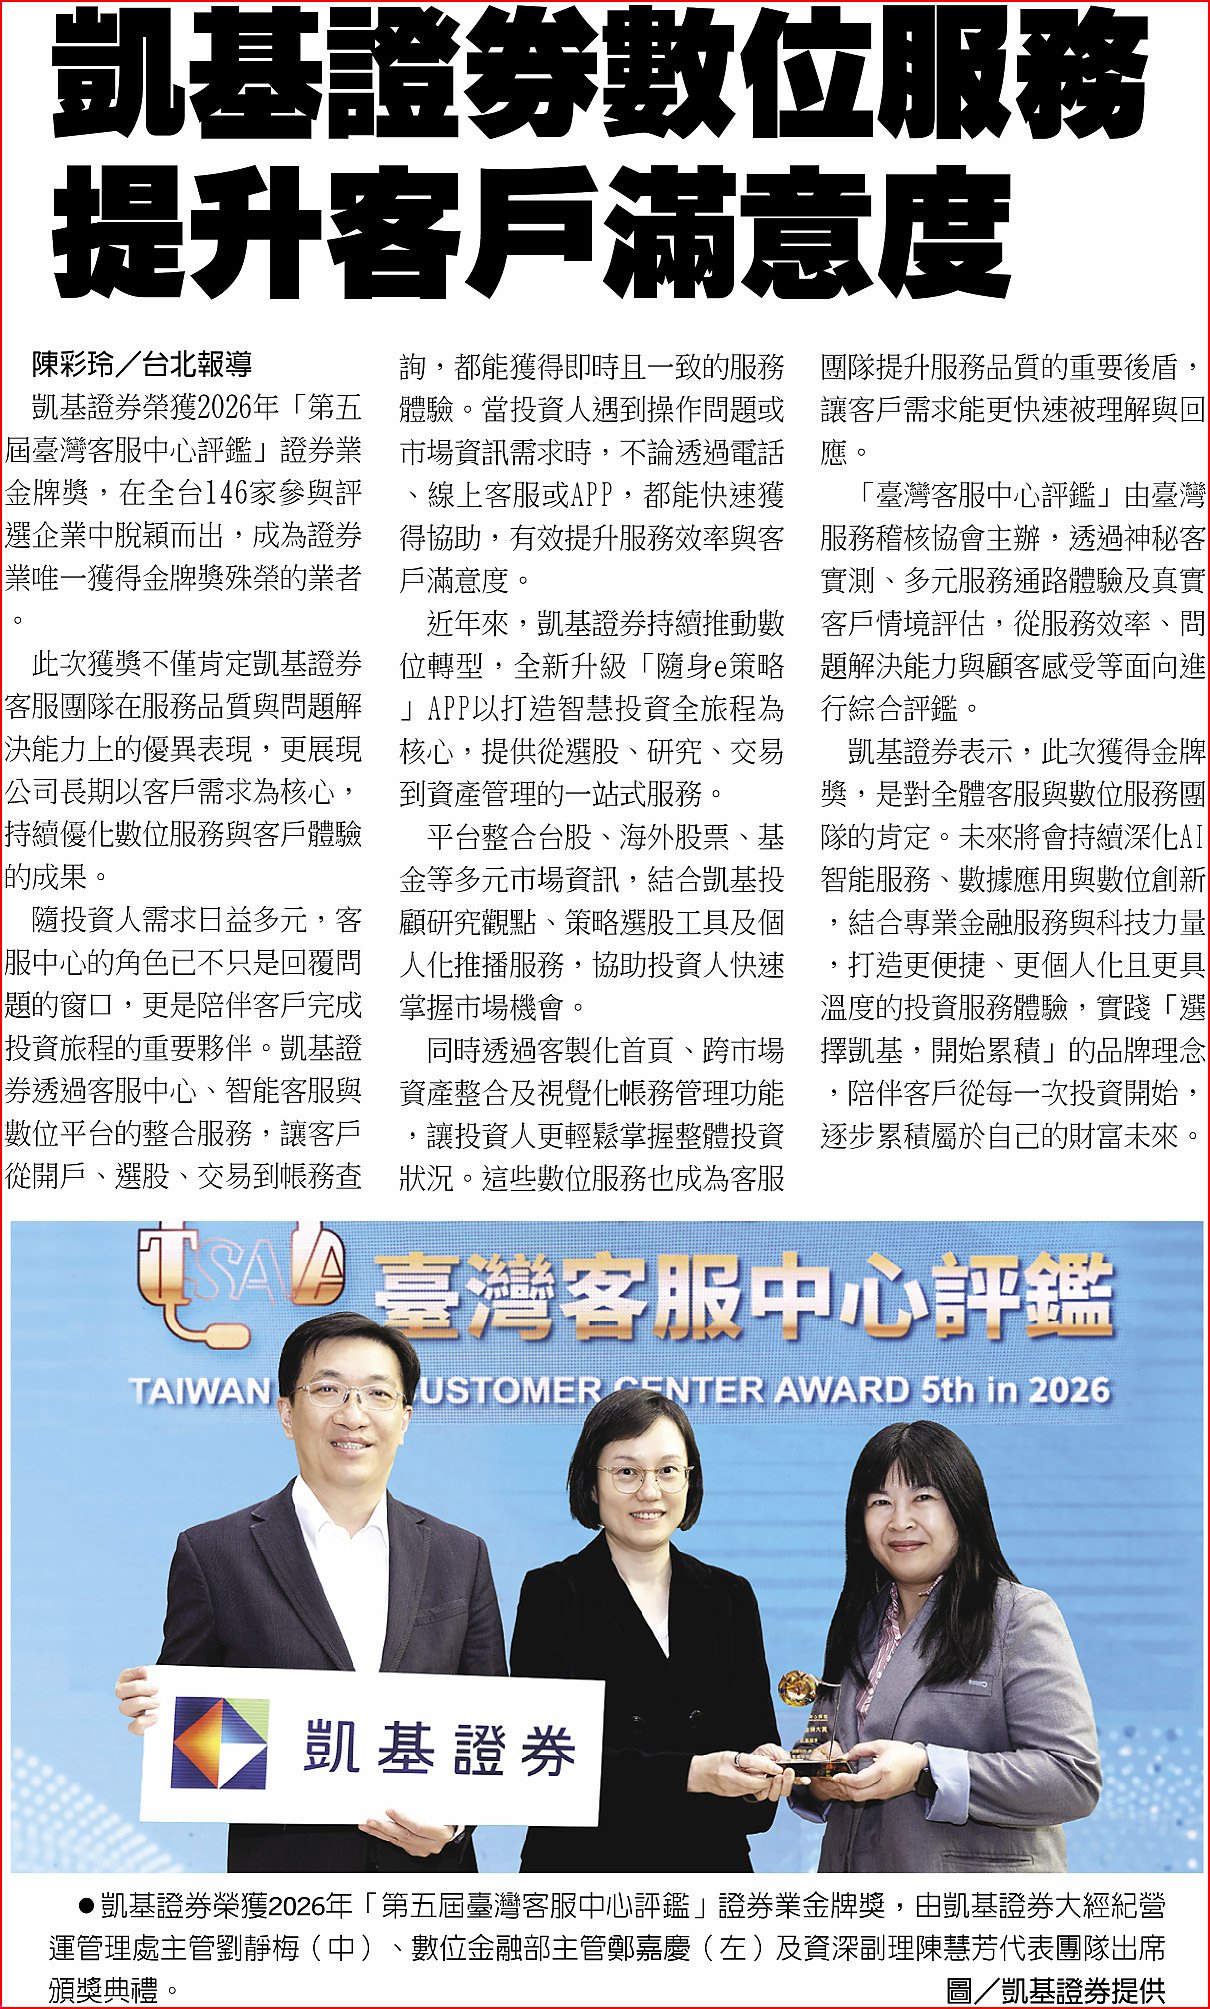 凱基證券數位服務
提升客戶滿意度
陳彩玲／台北報導
凱基證券榮獲2026年「第五
屆臺灣客服中心評鑑」證券業
金牌獎，在全台146家參與評
選企業中脫穎而出，成為證券
業唯一獲得金牌獎殊榮的業者
。
此次獲獎不僅肯定凱基證券
客服團隊在服務品質與問題解
決能力上的優異表現，更展現
公司長期以客戶需求為核心，
持續優化數位服務與客戶體驗
的成果。
隨投資人需求日益多元，客
服中心的角色已不只是回覆問
題的窗口，更是陪伴客戶完成
投資旅程的重要夥伴。凱基證
券透過客服中心、智能客服與
數位平台的整合服務，讓客戶
從開戶、選股、交易到帳務查
詢，都能獲得即時且一致的服務
體驗。當投資人遇到操作問題或
市場資訊需求時，不論透過電話
、線上客服或APP，都能快速獲
得協助，有效提升服務效率與客
戶滿意度。
近年來，凱基證券持續推動數
位轉型，全新升級「隨身e策略
」APP以打造智慧投資全旅程為
核心，提供從選股、研究、交易
到資產管理的一站式服務。
平台整合台股、海外股票、基
金等多元市場資訊，結合凱基投
顧研究觀點、策略選股工具及個
人化推播服務，協助投資人快速
掌握市場機會。
同時透過客製化首頁、跨市場
資產整合及視覺化帳務管理功能
，讓投資人更輕鬆掌握整體投資
狀況。這些數位服務也成為客服
團隊提升服務品質的重要後盾，
讓客戶需求能更快速被理解與回
應。
「臺灣客服中心評鑑」由臺灣
服務稽核協會主辦，透過神秘客
實測、多元服務通路體驗及真實
客戶情境評估，從服務效率、問
題解決能力與顧客感受等面向進
行綜合評鑑。
凱基證券表示，此次獲得金牌
獎，是對全體客服與數位服務團
隊的肯定。未來將會持續深化AI
智能服務、數據應用與數位創新
，結合專業金融服務與科技力量
，打造更便捷、更個人化且更具
溫度的投資服務體驗，實踐「選
擇凱基，開始累積」的品牌理念
，陪伴客戶從每一次投資開始，
逐步累積屬於自己的財富未來。
TSAA
臺灣客服中心評鑑
TAIWAN USTOMER CENTER AWARD 5th in 2026
凱基證券
●凱基證券榮獲2026年「第五屆臺灣客服中心評鑑」證券業金牌獎，由凱基證券大經紀營
運管理處主管劉靜梅（中）、數位金融部主管鄭嘉慶（左）及資深副理陳慧芳代表團隊出席
頒獎典禮。 圖／凱基證券提供